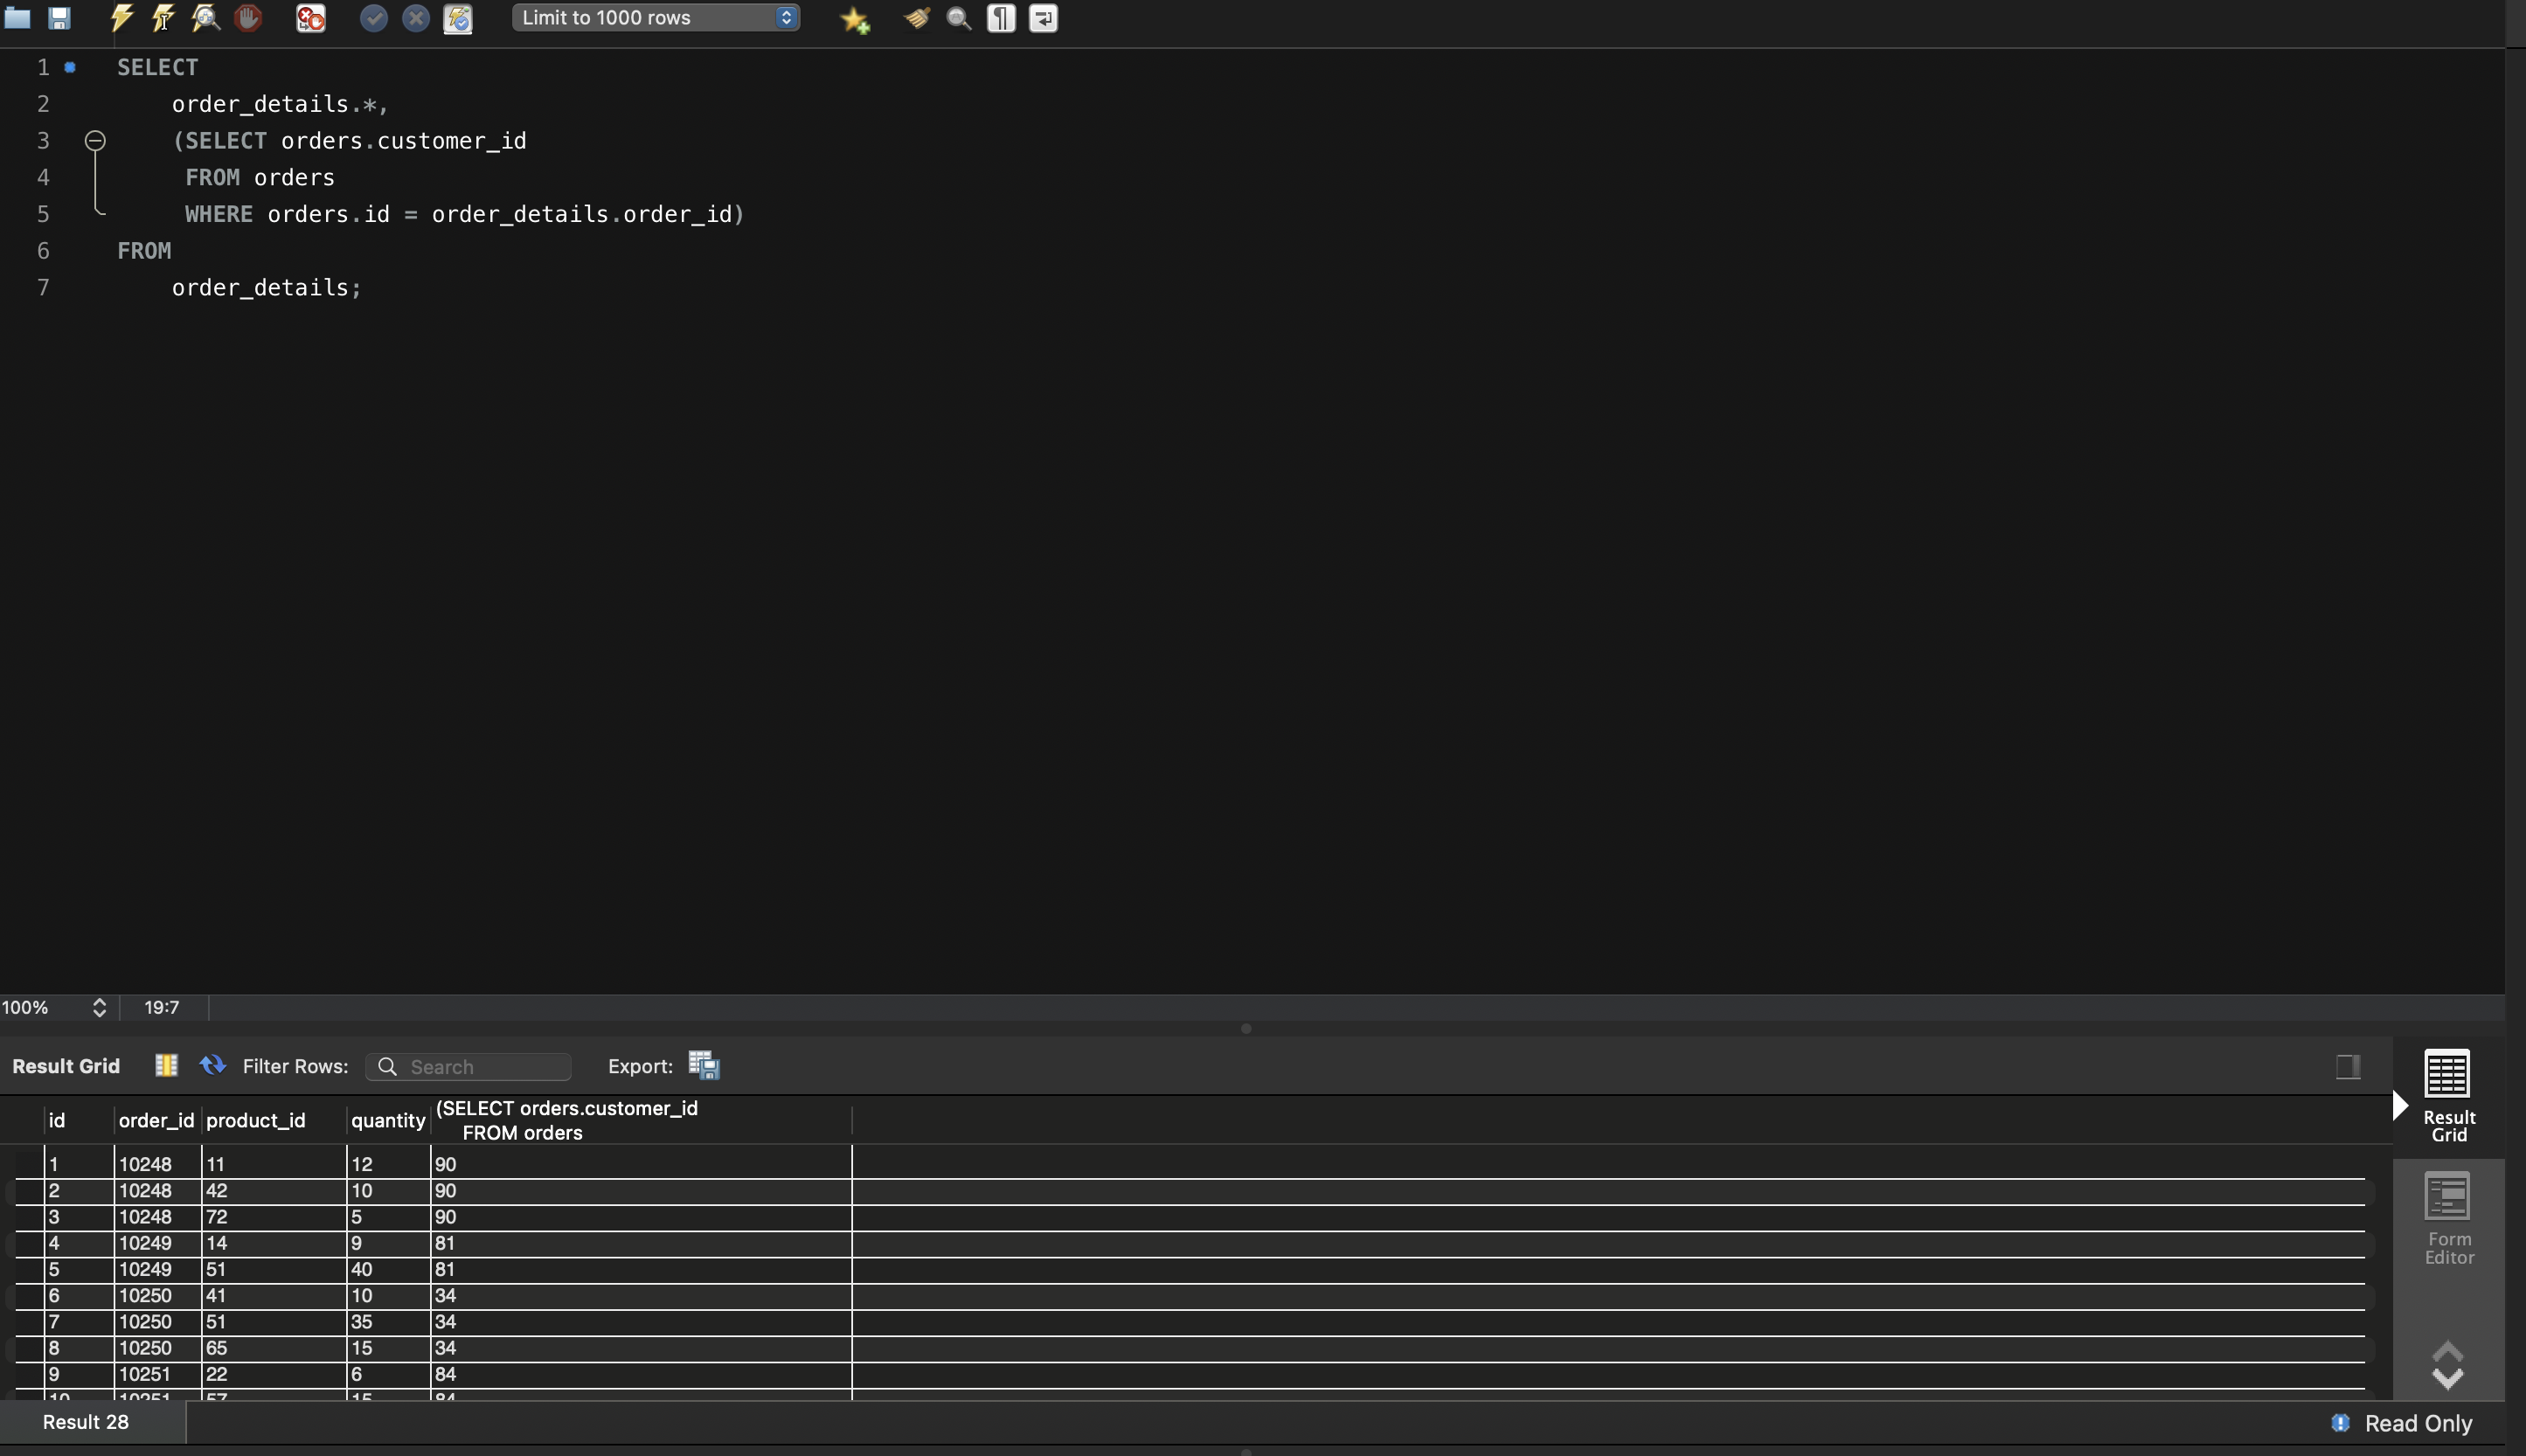 Limit to 1000 rows
1 SELECT
2 order_details.*,
3 (SELECT orders.customer_id
4 FROM orders
5 WHERE orders.id = order_details.order_id)
6 FROM
7 order_details;
100% 19:7
Result Grid Filter Rows: Search Export:
id order_id product_id quantity (SELECT orders.customer_id
FROM orders
1 10248 11 12 90
2 10248 42 10 90
3 10248 72 5 90
4 10249 14 9 81
5 10249 51 40 81
6 10250 41 10 34
7 10250 51 35 34
8 10250 65 15 34
9 10251 22 6 84
10 10251 57 15 84
Result
Grid
Form
Editor
Result 28 Read Only